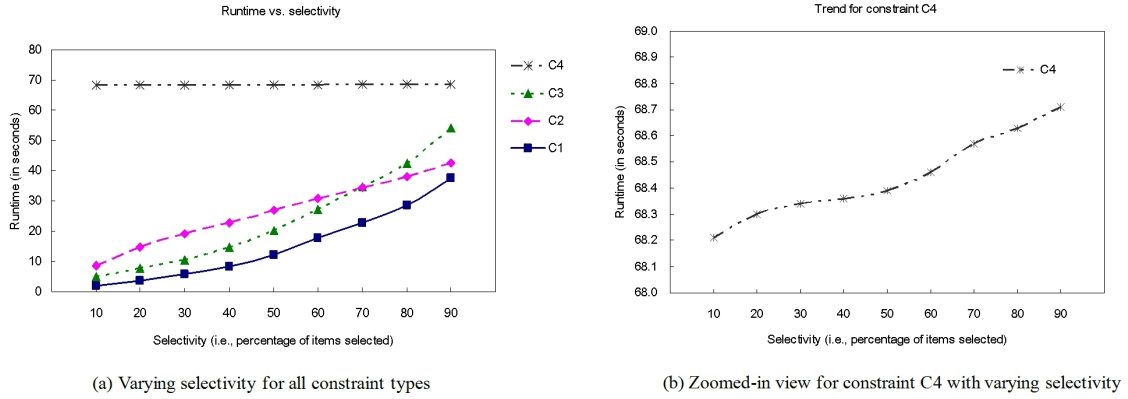 Runtime vs. selectivity
Runtime (in seconds)
80
70
60
50
40
30
20
10
0
10 20 30 40 50 60 70 80 90
Selectivity (i.e., percentage of items selected)
C4
C3
C2
C1
(a) Varying selectivity for all constraint types
Trend for constraint C4
Runtime (in seconds)
69.0
68.9
68.8
68.7
68.6
68.5
68.4
68.3
68.2
68.1
68.0
10 20 30 40 50 60 70 80 90
Selectivity (i.e., percentage of items selected)
C4
(b) Zoomed-in view for constraint C4 with varying selectivity